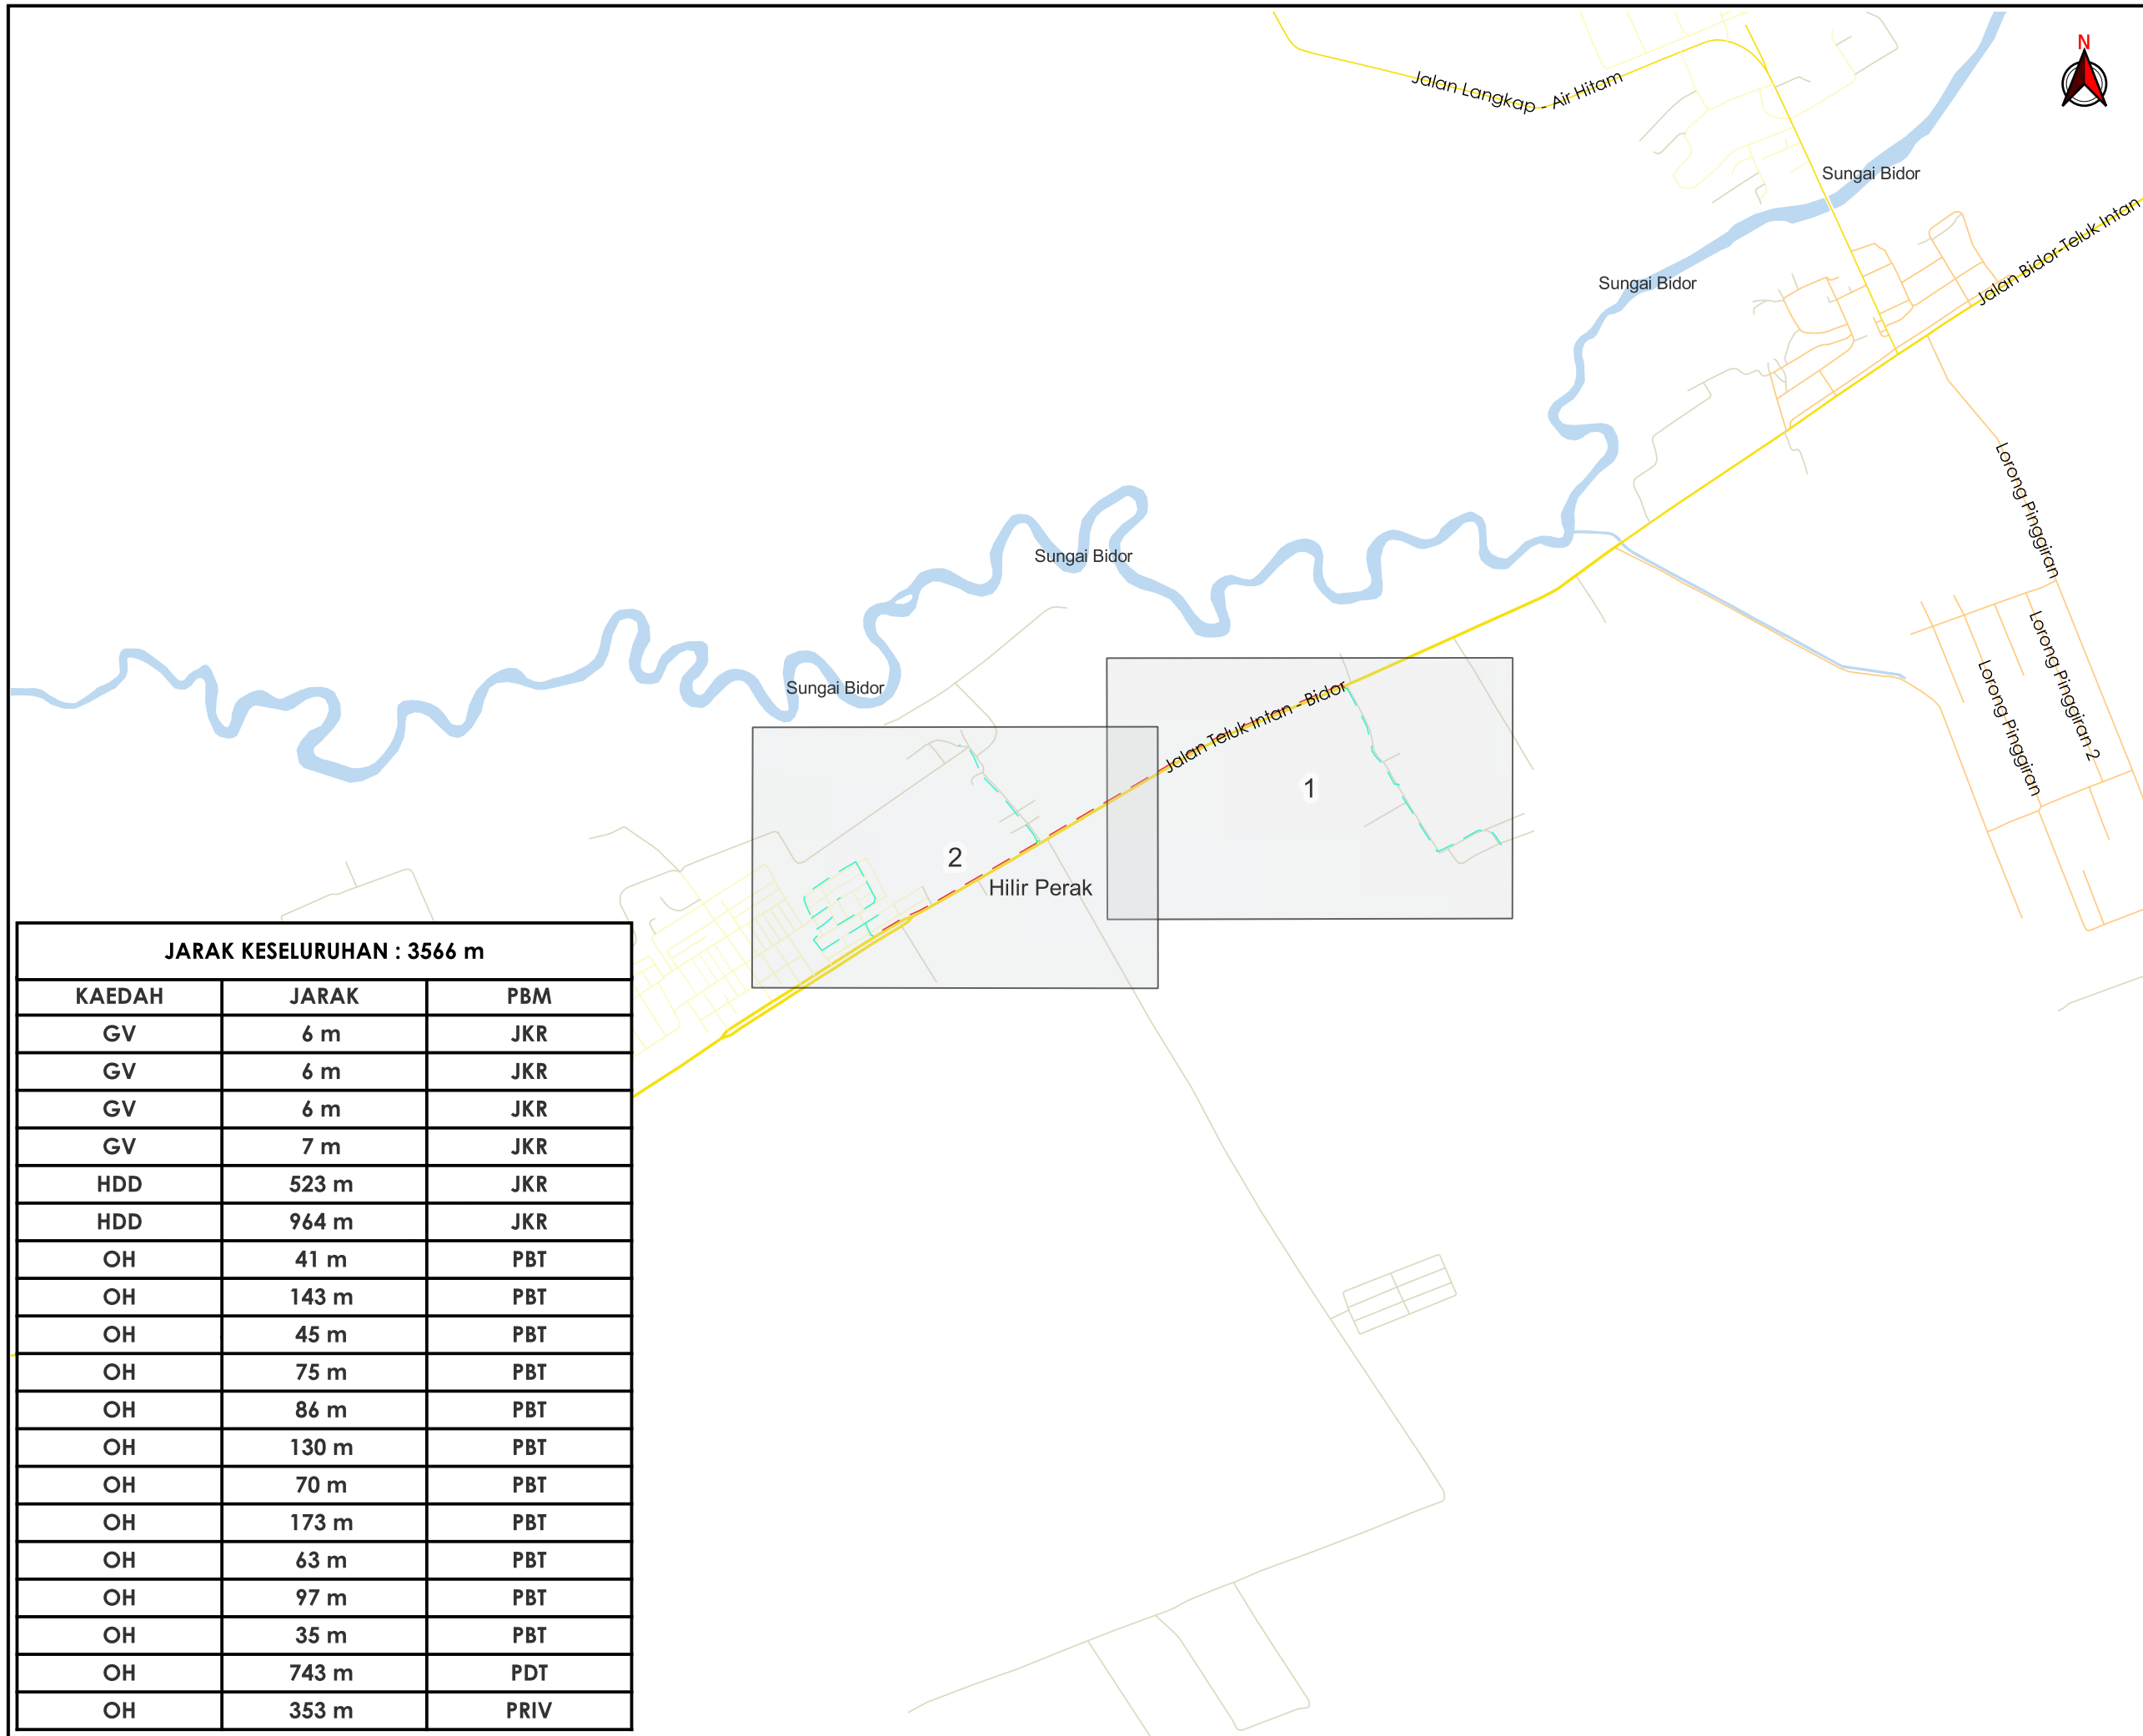 N
Jalan Langkap - Air Hitam
Sungai Bidor
Jalan Bidor-Teluk Intan
Sungai Bidor
Lorong Pinggiran
Sungai Bidor
Lorong Pinggiran 2
Lorong Pinggiran
Sungai Bidor
Jalan Teluk Intan - Bidor
1
2
Hilir Perak
JARAK KESELURUHAN : 3566 m
KAEDAH JARAK PBM
GV 6 m JKR
GV 6 m JKR
GV 6 m JKR
GV 7 m JKR
HDD 523 m JKR
HDD 964 m JKR
OH 41 m PBT
OH 143 m PBT
OH 45 m PBT
OH 75 m PBT
OH 86 m PBT
OH 130 m PBT
OH 70 m PBT
OH 173 m PBT
OH 63 m PBT
OH 97 m PBT
OH 35 m PBT
OH 743 m PDT
OH 353 m PRIV